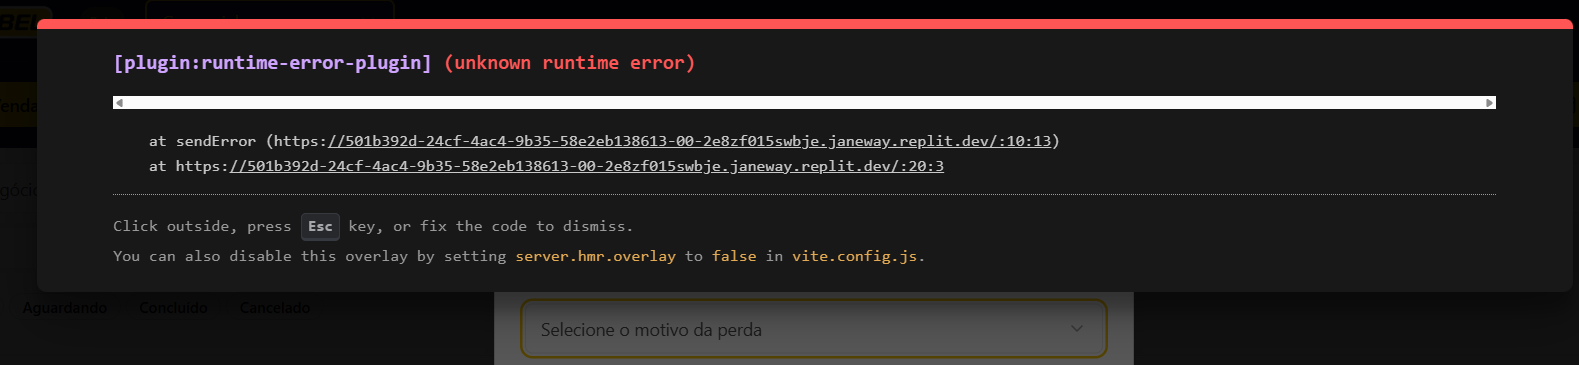 BEL
[plugin:runtime-error-plugin] (unknown runtime error)
enda
at sendError (https://501b392d-24cf-4ac4-9b35-58e2eb138613-00-2e8zf015swbje.janeway.replit.dev/:10:13)
at https://501b392d-24cf-4ac4-9b35-58e2eb138613-00-2e8zf015swbje.janeway.replit.dev/:20:3
góci
Click outside, press Esc key, or fix the code to dismiss.
You can also disable this overlay by setting server.hmr.overlay to false in vite.config.js.
Aguardando Concluído Cancelado
Selecione o motivo da perda